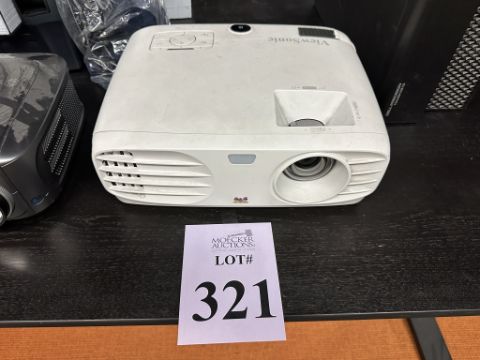 ViewSonic
MOECKER
AUCTIONS
LOT#
321